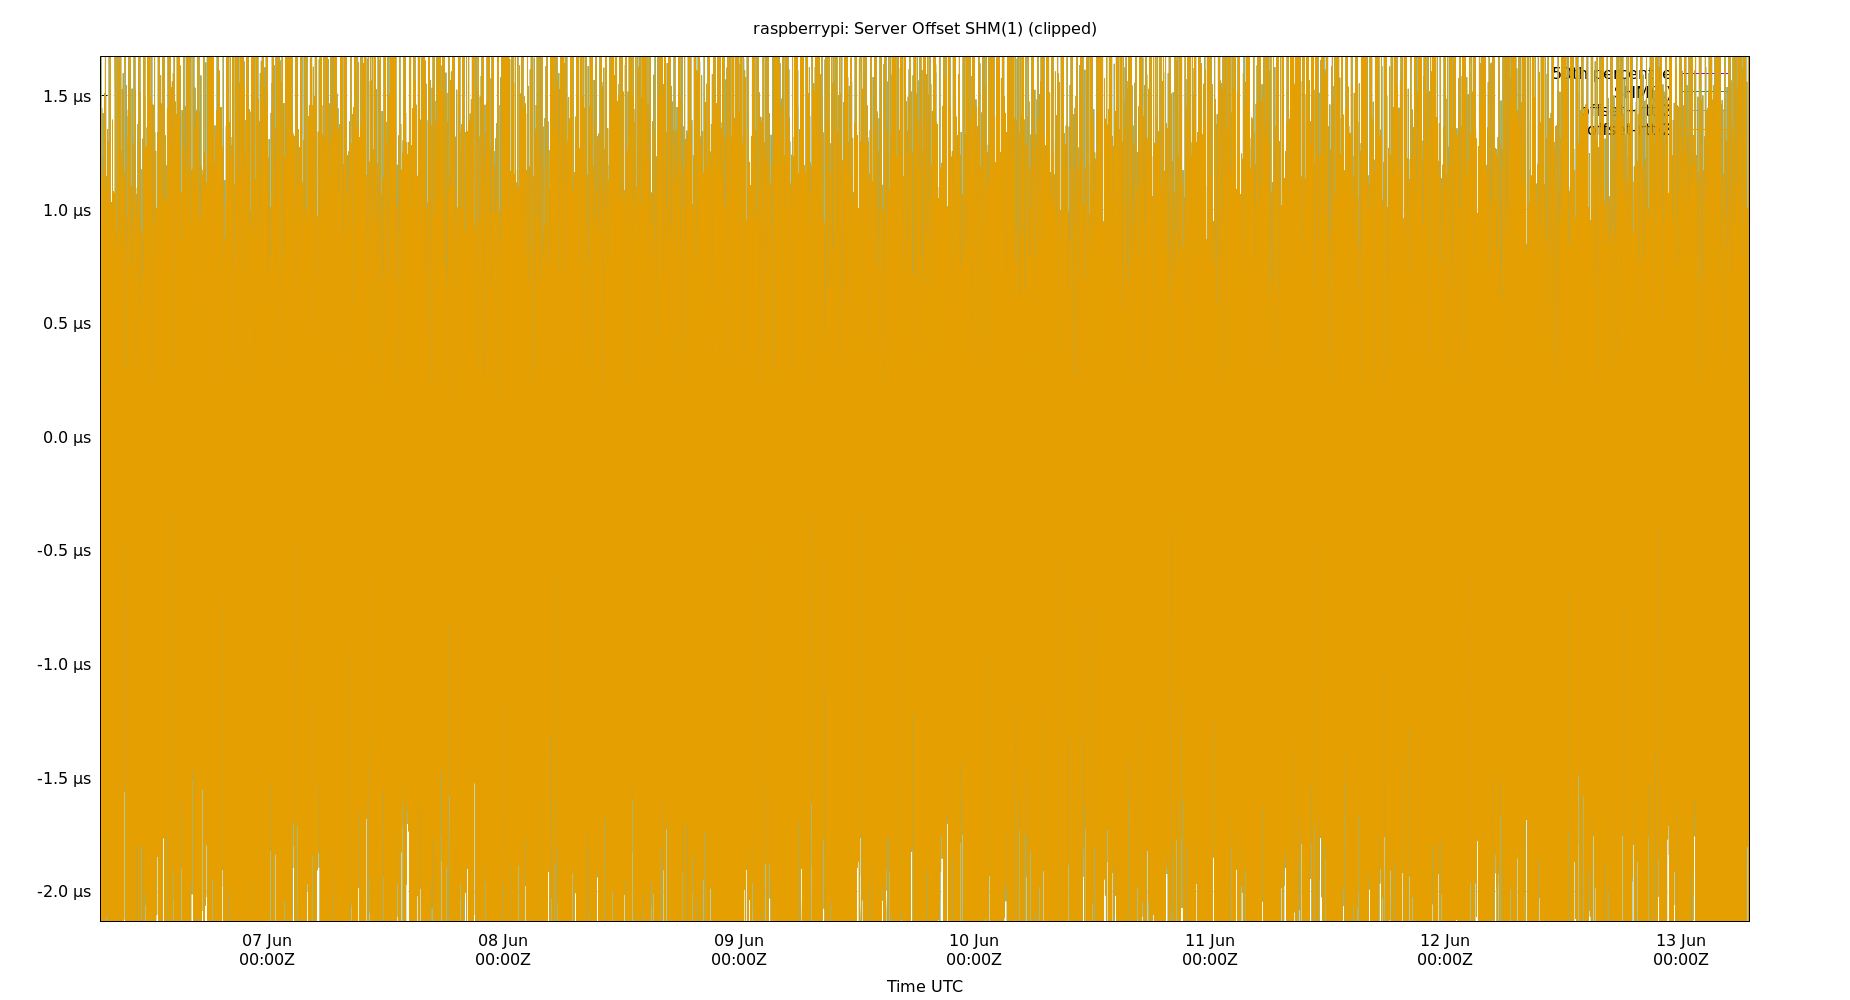 raspberrypi: Server Offset SHM(1) (clipped)
1.5 µs
1.0 µs
0.5 µs
0.0 µs
-0.5 µs
-1.0 µs
-1.5 µs
-2.0 µs
07 Jun 08 Jun 09 Jun 10 Jun 11 Jun 12 Jun 13 Jun
00:00Z 00:00Z 00:00Z 00:00Z 00:00Z 00:00Z 00:00Z
Time UTC